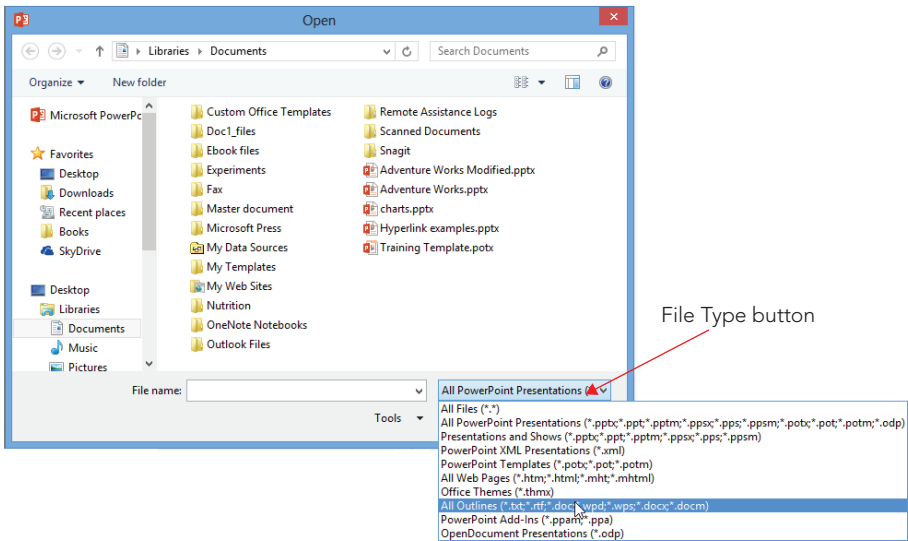 Open
Libraries Documents
Search Documents
Organize
New folder
Microsoft PowerPc
Favorites
Desktop
Downloads
Recent places
Books
SkyDrive
Desktop
Libraries
Documents
Music
Pictures
Custom Office Templates
Doc1_files
Ebook files
Experiments
Fax
Master document
Microsoft Press
My Data Sources
My Templates
My Web Sites
Nutrition
OneNote Notebooks
Outlook Files
Remote Assistance Logs
Scanned Documents
Snagit
Adventure Works Modified.pptx
Adventure Works.pptx
charts.pptx
Hyperlink examples.pptx
Training Template.potx
File Type button
File name:
All PowerPoint Presentations (
Tools
All Files (*.*)
All PowerPoint Presentations (*.pptx;*.ppt;*.pptm;*.ppsx;*.pps;*.ppsm;*.potx;*.pot;*.potm;*.odp)
Presentations and Shows (*.pptx;*.ppt;*.pptm;*.ppsx;*.pps;*.ppsm)
PowerPoint XML Presentations (*.xml)
PowerPoint Templates (*.potx;*.pot;*.potm)
All Web Pages (*.htm;*.html;*.mht;*.mhtml)
Office Themes (*.thmx)
All Outlines (*.txt;*.rtf;*.doc;*.wpd;*.wps;*.docx;*.docm)
PowerPoint Add-Ins (*.ppam;*.ppa)
OpenDocument Presentations (*.odp)